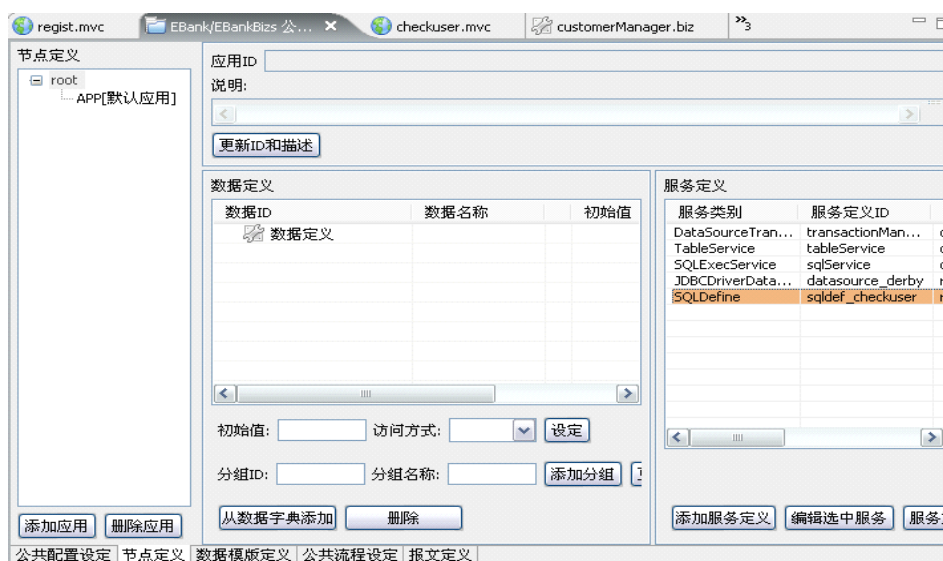 regist.mvc EBank/EBankBizs 公... checkuser.mvc customerManager.biz »3
节点定义
root
APP[默认应用]
添加应用 删除应用
应用ID
说明:
更新ID和描述
数据定义
数据ID 数据名称 初始值
数据定义
初始值: 访问方式: 设定
分组ID: 分组名称: 添加分组
从数据字典添加 删除
服务定义
服务类别 服务定义ID
DataSourceTran... transactionMan...
TableService tableService
SQLExecService sqlService
JDBCDriverData... datasource_derby
SQLDefine sqldef_checkuser
添加服务定义 编辑选中服务 服务
公共配置设定 节点定义 数据模版定义 公共流程设定 报文定义